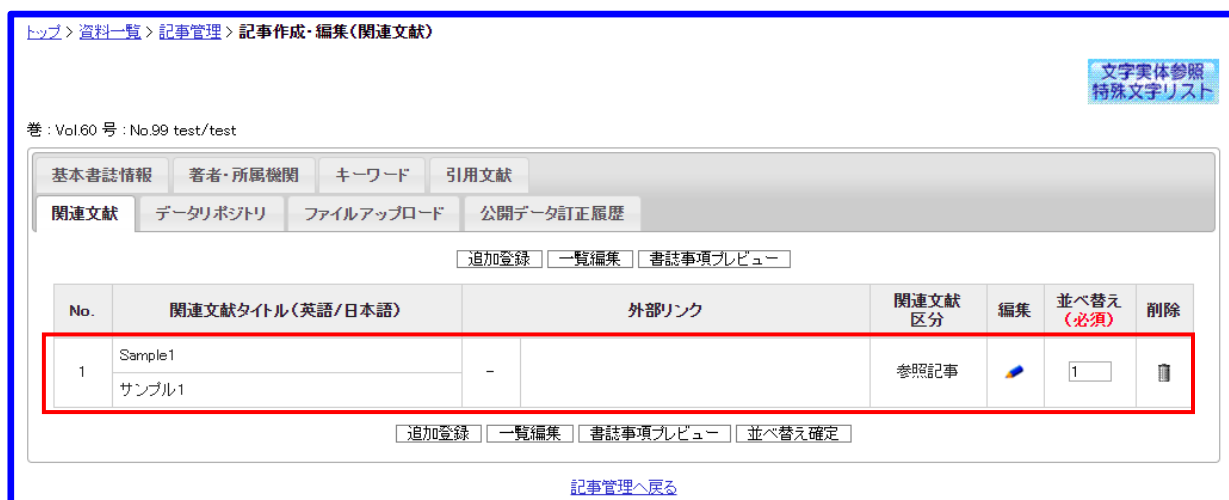 トップ > 資料一覧 > 記事管理 > 記事作成・編集(関連文献)
文字実体参照
特殊文字リスト
巻 : Vol.60 号 : No.99 test/test
基本書誌情報 著者・所属機関 キーワード 引用文献
関連文献 データリポジトリ ファイルアップロード 公開データ訂正履歴
追加登録 一覧編集 書誌事項プレビュー
No. 関連文献タイトル(英語/日本語) 外部リンク 関連文献区分 編集 並べ替え(必須) 削除
1 Sample1 - 参照記事 1
サンプル1
追加登録 一覧編集 書誌事項プレビュー 並べ替え確定
記事管理へ戻る